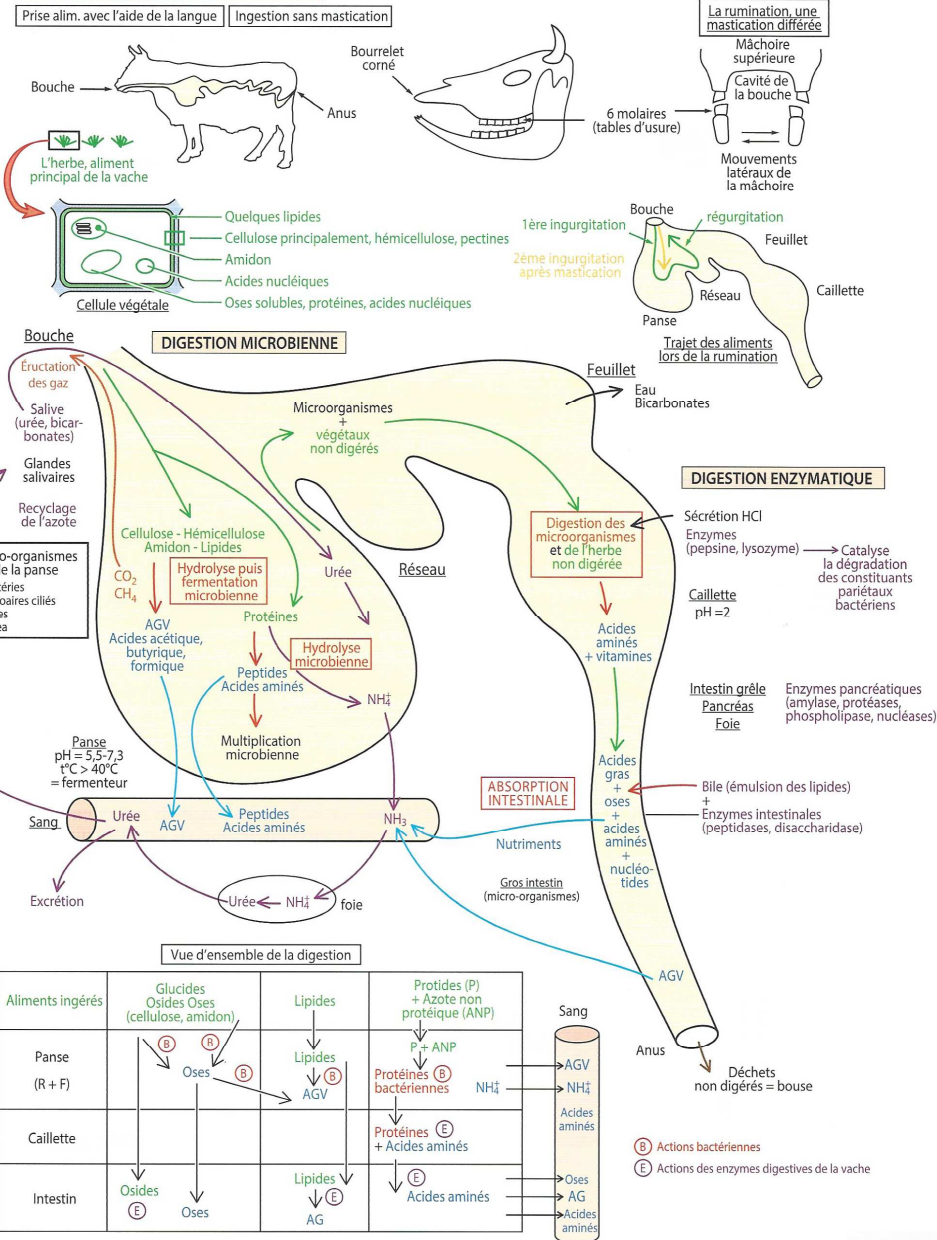 Prise alim. avec l'aide de la langue
Ingestion sans mastication
La rumination, une
mastication différée
Bouche
Anus
Bourrelet
corné
6 molaires
(tables d'usure)
Mâchoire
supérieure
Cavité de
la bouche
Mouvements
latéraux de
la mâchoire
L'herbe, aliment
principal de la vache
Quelques lipides
Cellulose principalement, hémicellulose, pectines
Amidon
Acides nucléiques
Oses solubles, protéines, acides nucléiques
Cellule végétale
Bouche
1ère ingurgitation
régurgitation
2ème ingurgitation
après mastication
Feuillet
Caillette
Réseau
Panse
Trajet des aliments
lors de la rumination
Bouche
DIGESTION MICROBIENNE
Éructation
des gaz
Salive
(urée, bicar-
bonates)
Glandes
salivaires
Recyclage
de l'azote
o-organismes
de la panse
téries
oaires ciliés
es
ea
Microorganismes
+
végétaux
non digérés
Feuillet
Eau
Bicarbonates
Cellulose - Hémicellulose
Amidon - Lipides
Hydrolyse puis
fermentation
microbienne
CO2
CH4
AGV
Acides acétique,
butyrique,
formique
Protéines
Hydrolyse
microbienne
Peptides
Acides aminés
Multiplication
microbienne
Urée
NH4+
Réseau
Panse
pH = 5,5-7,3
t°C > 40°C
= fermenteur
DIGESTION ENZYMATIQUE
Digestion des
microorganismes
et de l'herbe
non digérée
Sécrétion HCl
Enzymes
(pepsine, lysozyme)
Catalyse
la dégradation
des constituants
pariétaux
bactériens
Caillette
pH =2
Acides
aminés
+ vitamines
Intestin grêle
Pancréas
Foie
Enzymes pancréatiques
(amylase, protéases,
phospholipase, nucléases)
Acides
gras
+
oses
+
acides
aminés
+
nucléo-
tides
Bile (émulsion des lipides)
+
Enzymes intestinales
(peptidases, disaccharidase)
ABSORPTION
INTESTINALE
Nutriments
Gros intestin
(micro-organismes)
Sang
Urée
AGV
Peptides
Acides aminés
NH3
Excrétion
Urée
NH4+
foie
AGV
Anus
Déchets
non digérés = bouse
Vue d'ensemble de la digestion
Aliments ingérés
Glucides
Osides Oses
(cellulose, amidon)
Lipides
Protides (P)
+ Azote non
protéique (ANP)
Sang
Panse
(R + F)
B
B
Oses
B
Lipides
B
AGV
P + ANP
Protéines B
bactériennes
NH4+
AGV
NH4+
Acides
aminés
Caillette
Protéines E
+ Acides aminés
Intestin
Osides
E
Oses
Lipides
E
AG
E
Acides aminés
Oses
AG
Acides
aminés
B Actions bactériennes
E Actions des enzymes digestives de la vache